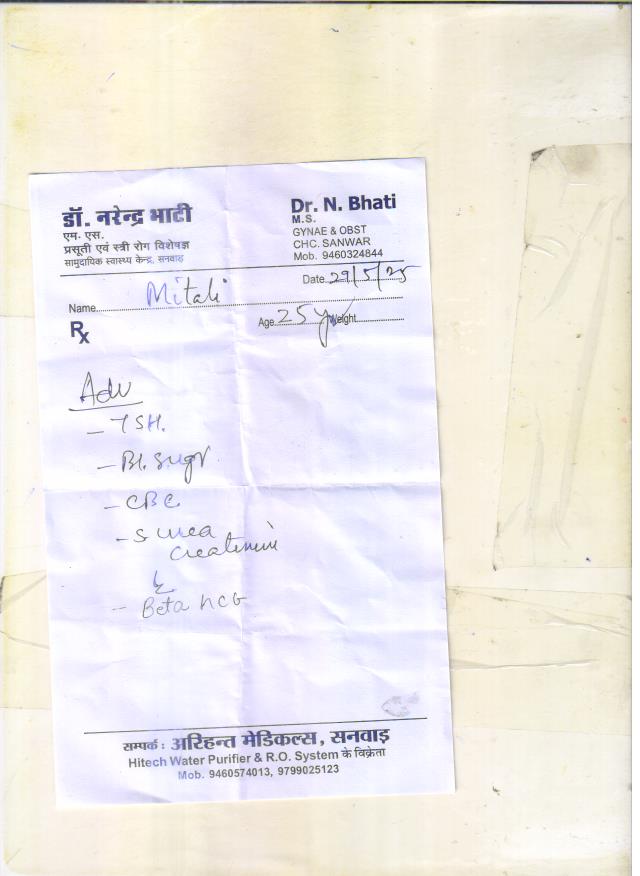 डॉ. नरेन्द्र भाटी
एम. एस.
प्रसूती एवं स्त्री रोग विशेषज्ञ
सामुदायिक स्वास्थ्य केन्द्र, सनवाड़
Dr. N. Bhati
M.S.
GYNAE & OBST
CHC. SANWAR
Mob. 9460324844
Date 29/5/25
Name Mitali
Rx
Age 25y Weight
Adv
- TSH.
- Bl. Sugr
- CBC
- S urea
Creatinine
- Beta hCG
सम्पर्क : अरिहन्त मेडिकल्स, सनवाड़
Hitech Water Purifier & R.O. System के विक्रेता
Mob. 9460574013, 9799025123